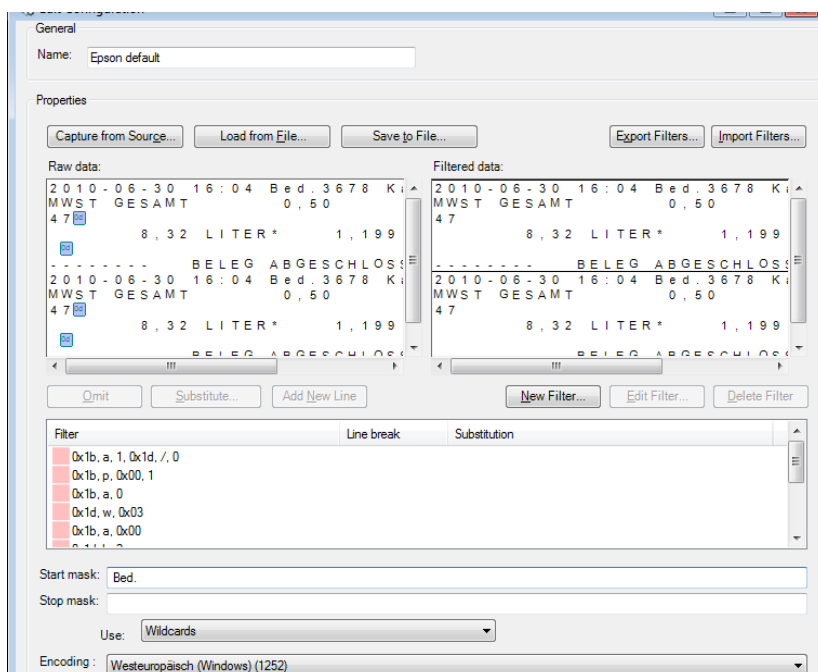 General
Name: Epson default
Properties
Capture from Source... Load from File... Save to File... Export Filters... Import Filters...
Raw data: Filtered data:
2010-06-30 16:04 Bed.3678 2010-06-30 16:04 Bed.3678
MWST GESAMT 0,50 MWST GESAMT 0,50
47 0d 47
8,32 LITER* 1,199 8,32 LITER* 1,199
0d
-------- BELEG ABGESCHLOSS BELEG ABGESCHLOSS
2010-06-30 16:04 Bed.3678 2010-06-30 16:04 Bed.3678
MWST GESAMT 0,50 MWST GESAMT 0,50
47 0d 47
8,32 LITER* 1,199 8,32 LITER* 1,199
0d
Omit Substitute... Add New Line New Filter... Edit Filter... Delete Filter
Filter Line break Substitution
0x1b, a, 1, 0x1d, /, 0
0x1b, p, 0x00, 1
0x1b, a, 0
0x1d, w, 0x03
0x1b, a, 0x00
Start mask: Bed.
Stop mask:
Use: Wildcards
Encoding : Westeuropäisch (Windows) (1252)